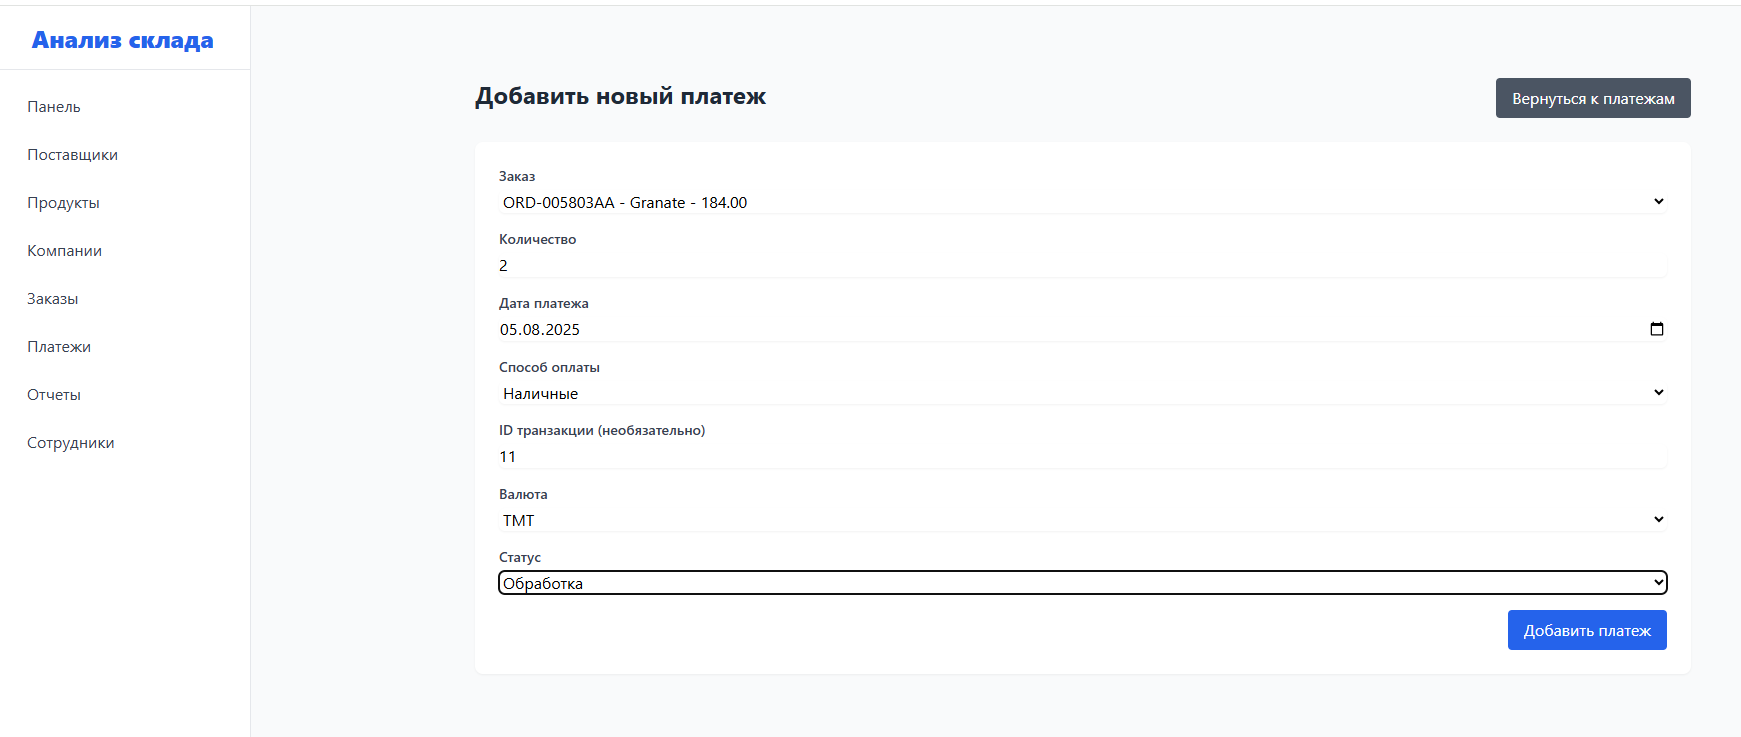 Анализ склада
Панель
Поставщики
Продукты
Компании
Заказы
Платежи
Отчеты
Сотрудники
Добавить новый платеж
Вернуться к платежам
Заказ
ORD-005803AA - Granate - 184.00
Количество
2
Дата платежа
05.08.2025
Способ оплаты
Наличные
ID транзакции (необязательно)
11
Валюта
TMT
Статус
Обработка
Добавить платеж